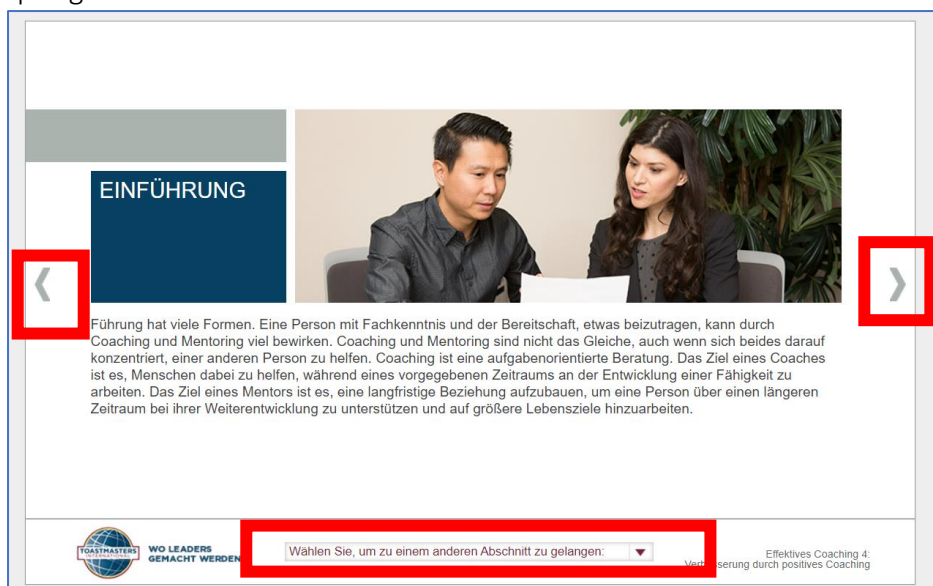 EINFÜHRUNG
Führung hat viele Formen. Eine Person mit Fachkenntnis und der Bereitschaft, etwas beizutragen, kann durch
Coaching und Mentoring viel bewirken. Coaching und Mentoring sind nicht das Gleiche, auch wenn sich beides darauf
konzentriert, einer anderen Person zu helfen. Coaching ist eine aufgabenorientierte Beratung. Das Ziel eines Coaches
ist es, Menschen dabei zu helfen, während eines vorgegebenen Zeitraums an der Entwicklung einer Fähigkeit zu
arbeiten. Das Ziel eines Mentors ist es, eine langfristige Beziehung aufzubauen, um eine Person über einen längeren
Zeitraum bei ihrer Weiterentwicklung zu unterstützen und auf größere Lebensziele hinzuarbeiten.
TOASTMASTERS
INTERNATIONAL
WO LEADERS
GEMACHT WERDEN
Wählen Sie, um zu einem anderen Abschnitt zu gelangen:
Effektives Coaching 4:
durch positives Coaching